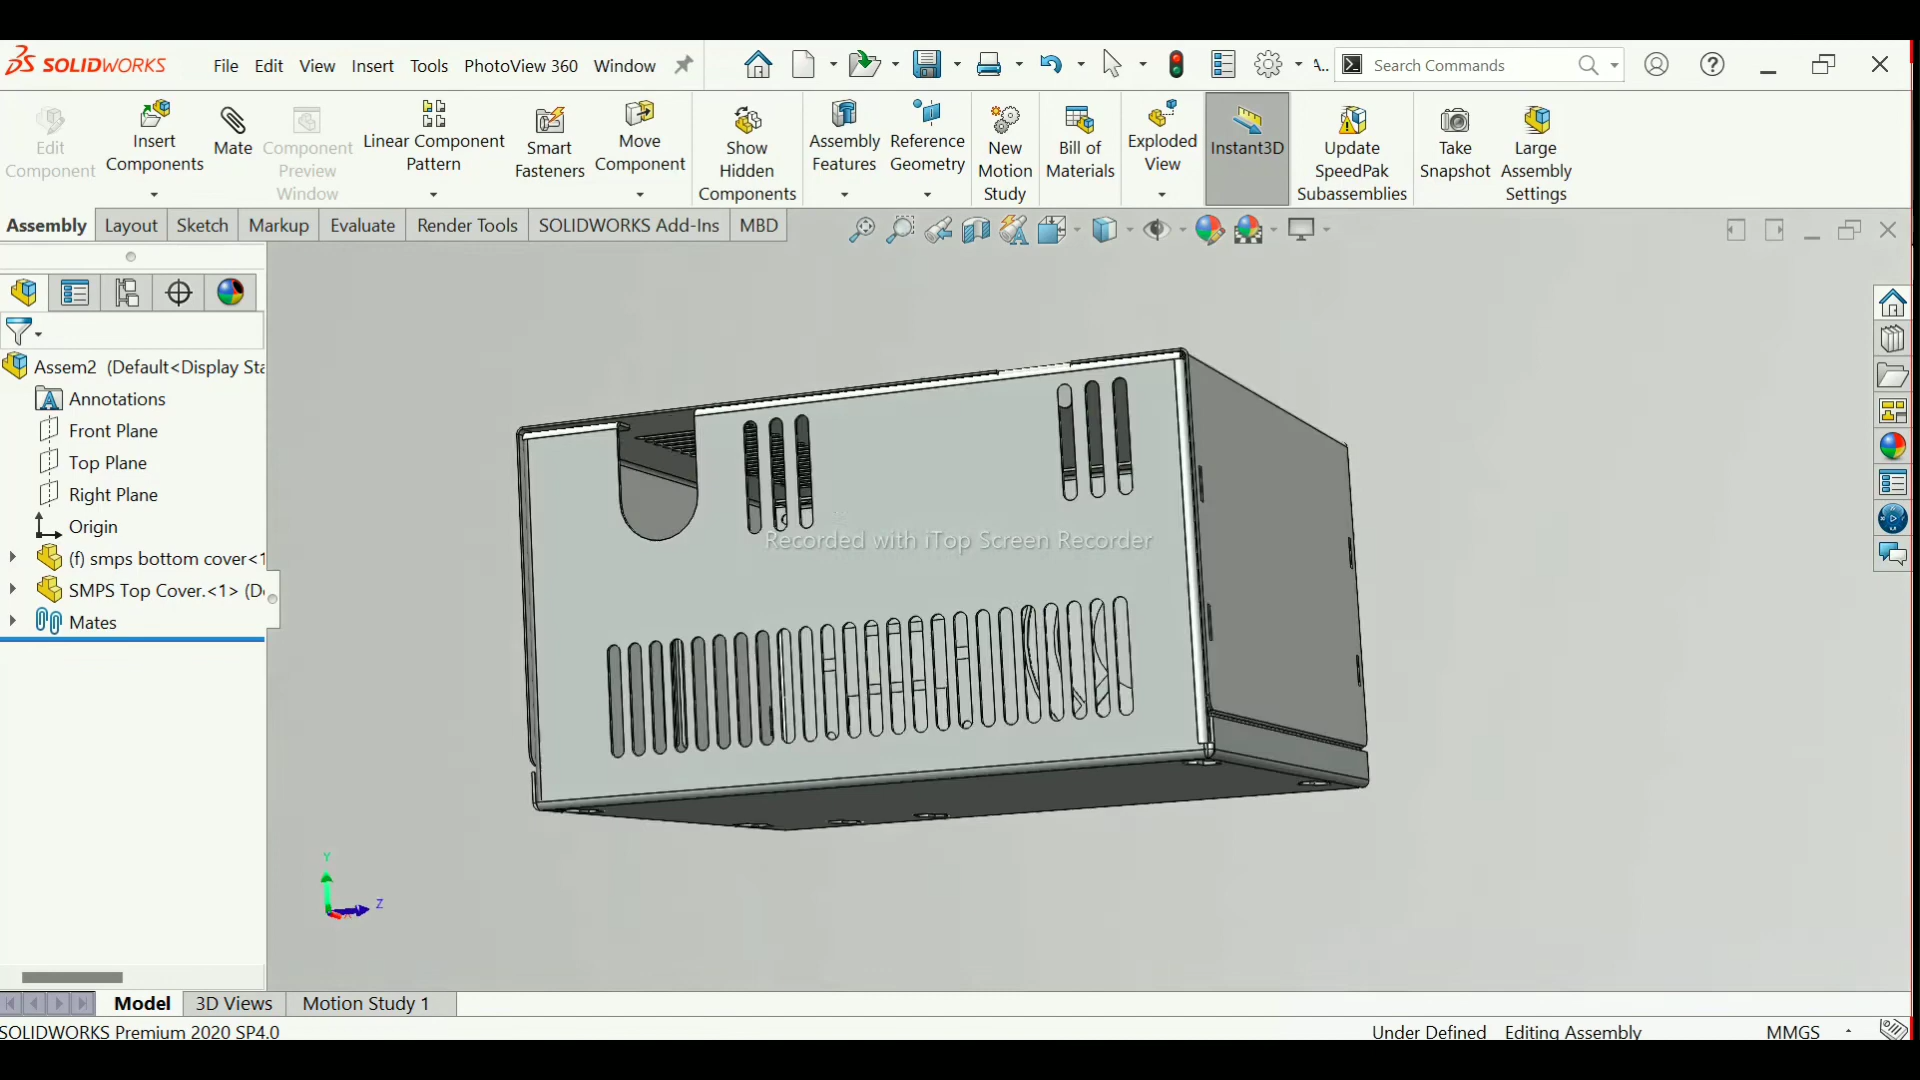 SOLIDWORKS File Edit View Insert Tools PhotoView 360 Window A.. Search Commands
Edit Component
Insert Components
Mate
Component Preview Window
Linear Component Pattern
Smart Fasteners
Move Component
Show Hidden Components
Assembly Features
Reference Geometry
New Motion Study
Bill of Materials
Exploded View
Instant3D
Update SpeedPak Subassemblies
Take Snapshot
Large Assembly Settings
Assembly Layout Sketch Markup Evaluate Render Tools SOLIDWORKS Add-Ins MBD
Assem2 (Default<Display Sta
Annotations
Front Plane
Top Plane
Right Plane
Origin
(f) smps bottom cover<1
SMPS Top Cover.<1> (De
Mates
Recorded with iTop Screen Recorder
Y
Z
Model 3D Views Motion Study 1
SOLIDWORKS Premium 2020 SP4.0 Under Defined Editing Assembly MMGS